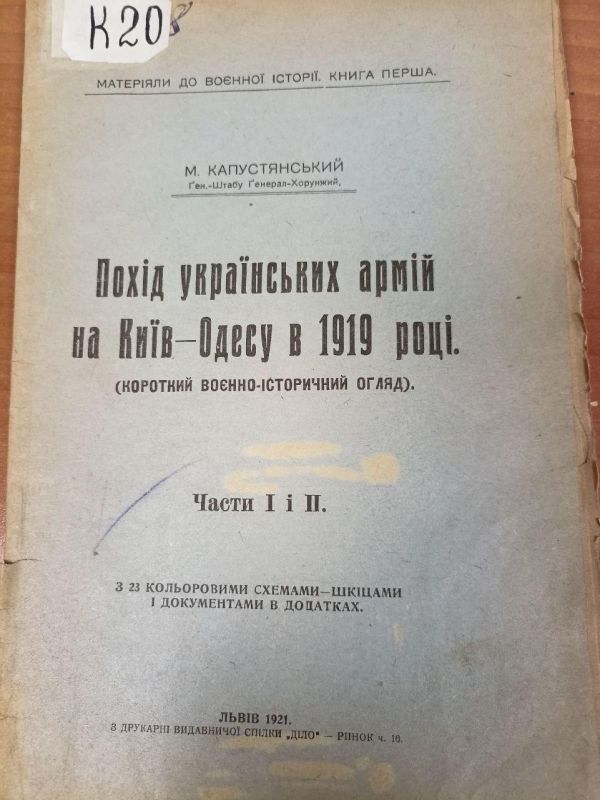 К208
МАТЕРІЯЛИ ДО ВОЄННОЇ ІСТОРІЇ. КНИГА ПЕРША.
М. КАПУСТЯНСЬКИЙ
Ґен.-Штабу Ґенерал-Хорунжий,
Похід українських армій
на Київ—Одесу в 1919 році.
(КОРОТКИЙ ВОЄННО-ІСТОРИЧНИЙ ОГЛЯД).
Части I і II.
З 23 КОЛЬОРОВИМИ СХЕМАМИ—ШКІЦАМИ
І ДОКУМЕНТАМИ В ДОДАТКАХ.
ЛЬВІВ 1921.
З ДРУКАРНІ ВИДАВНИЧОЇ СПІЛКИ „ДІЛО" — РИНОК ч. 10.